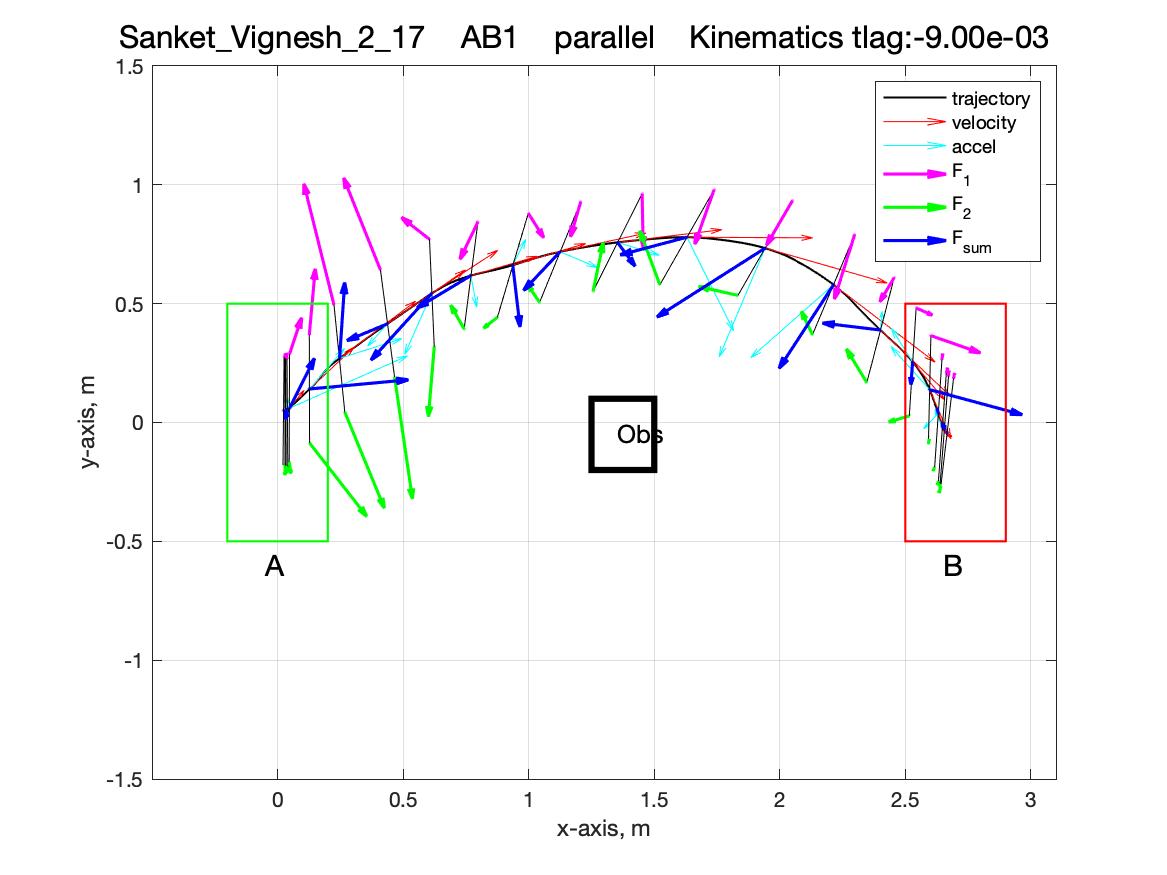 Sanket_Vignesh_2_17 AB1 parallel Kinematics tlag:-9.00e-03
1.5
1
0.5
0
-0.5
-1
-1.5
y-axis, m
trajectory
velocity
accel
F1
F2
Fsum
Obs
A
B
0 0.5 1 1.5 2 2.5 3
x-axis, m